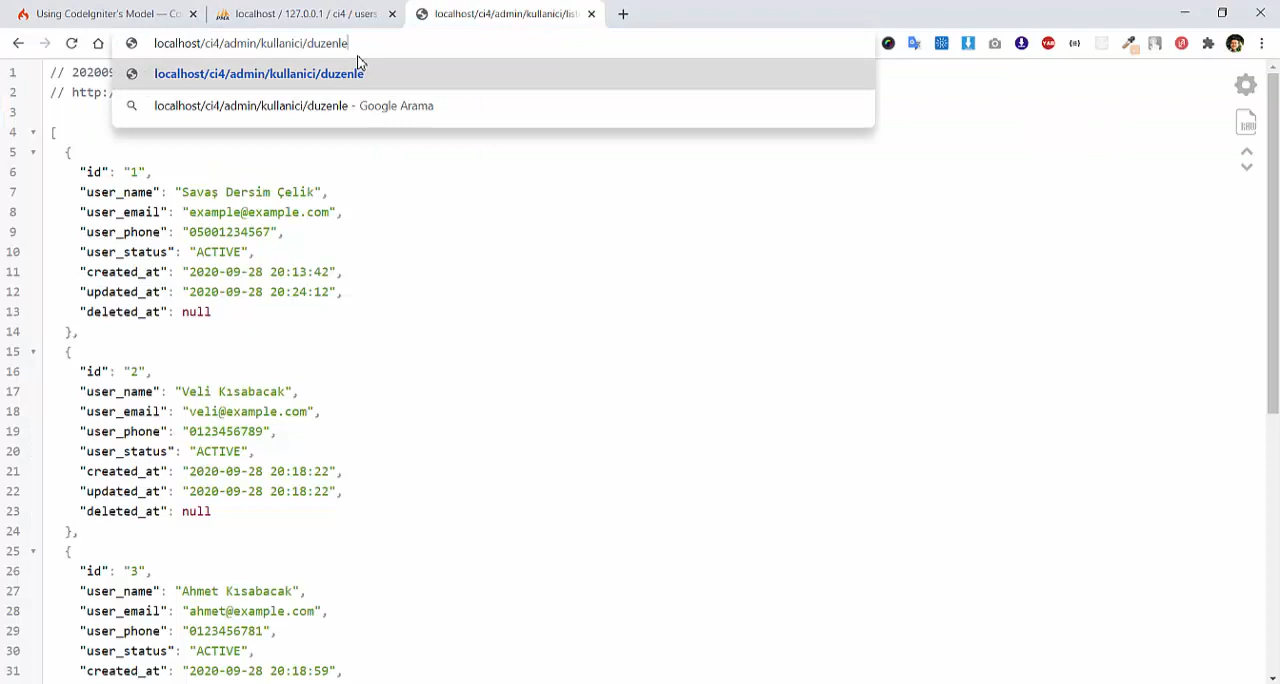 Using CodeIgniter's Model — Co
localhost / 127.0.0.1 / ci4 / users
localhost/ci4/admin/kullanici/list
localhost/ci4/admin/kullanici/duzenle
localhost/ci4/admin/kullanici/duzenle
localhost/ci4/admin/kullanici/duzenle - Google Arama
1 // 202009
2 // http:/
3
4 [
5 {
6 "id": "1",
7 "user_name": "Savaş Dersim Çelik",
8 "user_email": "example@example.com",
9 "user_phone": "05001234567",
10 "user_status": "ACTIVE",
11 "created_at": "2020-09-28 20:13:42",
12 "updated_at": "2020-09-28 20:24:12",
13 "deleted_at": null
14 },
15 {
16 "id": "2",
17 "user_name": "Veli Kısabacak",
18 "user_email": "veli@example.com",
19 "user_phone": "0123456789",
20 "user_status": "ACTIVE",
21 "created_at": "2020-09-28 20:18:22",
22 "updated_at": "2020-09-28 20:18:22",
23 "deleted_at": null
24 },
25 {
26 "id": "3",
27 "user_name": "Ahmet Kısabacak",
28 "user_email": "ahmet@example.com",
29 "user_phone": "0123456781",
30 "user_status": "ACTIVE",
31 "created_at": "2020-09-28 20:18:59",